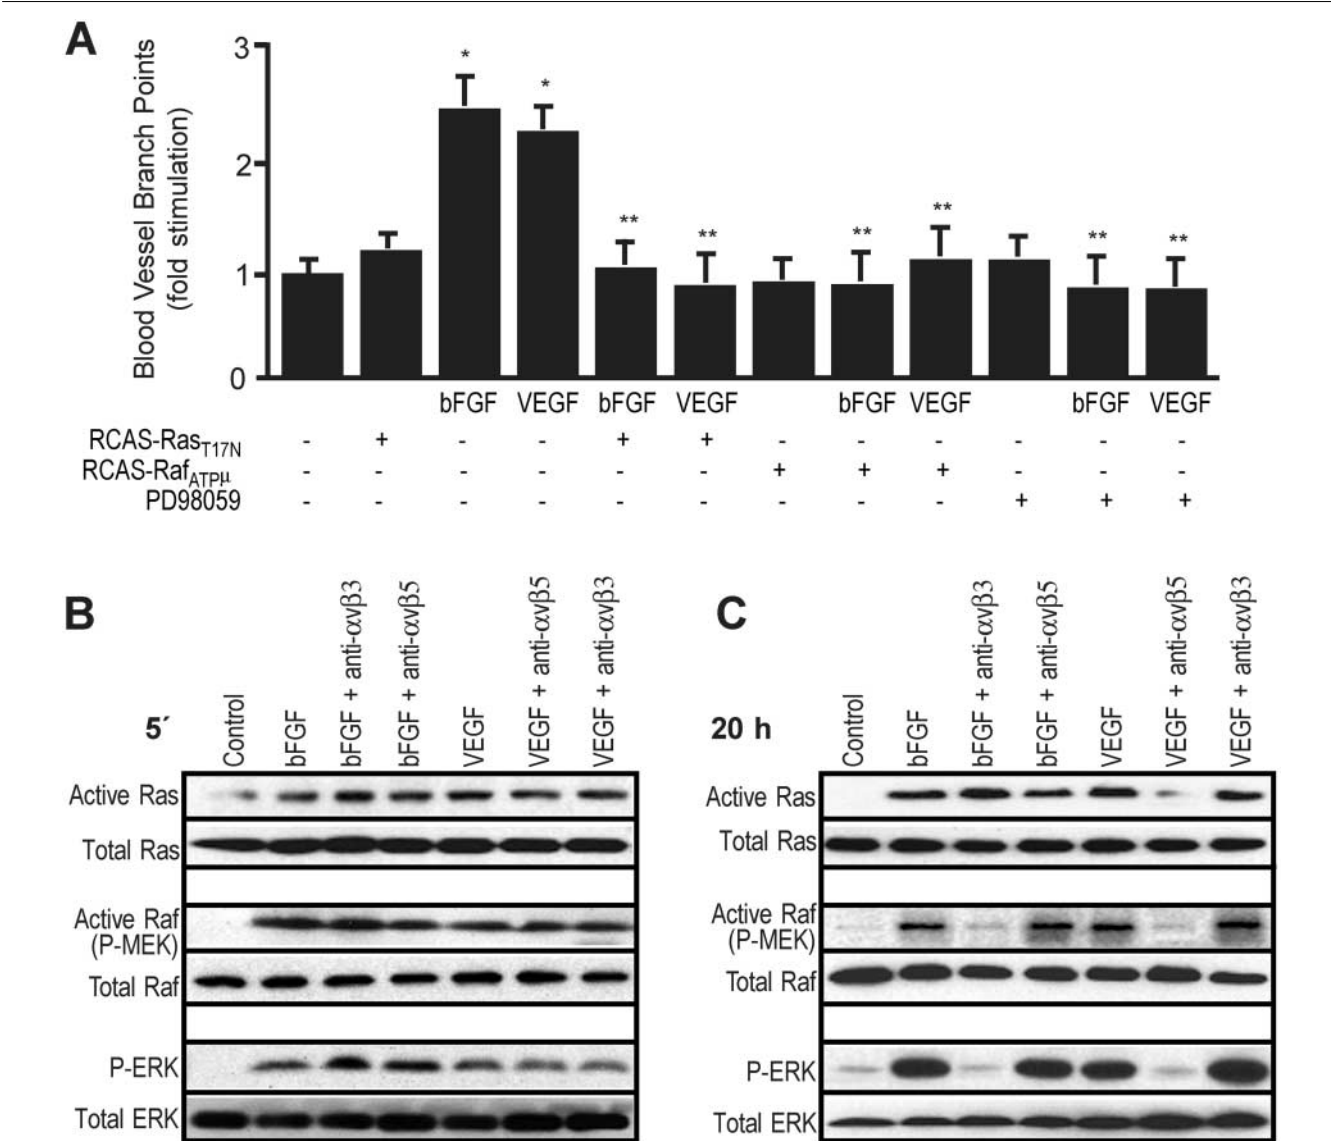 A
Blood Vessel Branch Points
(fold stimulation)
3
2
1
0
* * ** ** ** ** ** **
bFGF VEGF bFGF VEGF bFGF VEGF bFGF VEGF
RCAS-RasT17N - + - - + + - - - - - -
RCAS-RafATPμ - - - - - - + + + - - -
PD98059 - - - - - - - - - + + +
B
5´
Control
bFGF
bFGF + anti-αvβ3
bFGF + anti-αvβ5
VEGF
VEGF + anti-αvβ5
VEGF + anti-αvβ3
Active Ras
Total Ras
Active Raf
(P-MEK)
Total Raf
P-ERK
Total ERK
C
20 h
Control
bFGF
bFGF + anti-αvβ3
bFGF + anti-αvβ5
VEGF
VEGF + anti-αvβ5
VEGF + anti-αvβ3
Active Ras
Total Ras
Active Raf
(P-MEK)
Total Raf
P-ERK
Total ERK